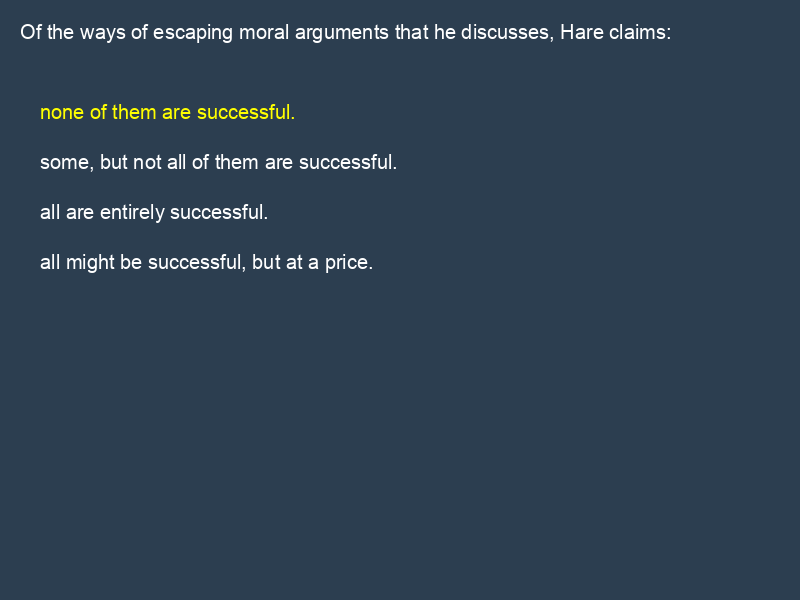 Of the ways of escaping moral arguments that he discusses, Hare claims:
none of them are successful.
some, but not all of them are successful.
all are entirely successful.
all might be successful, but at a price.